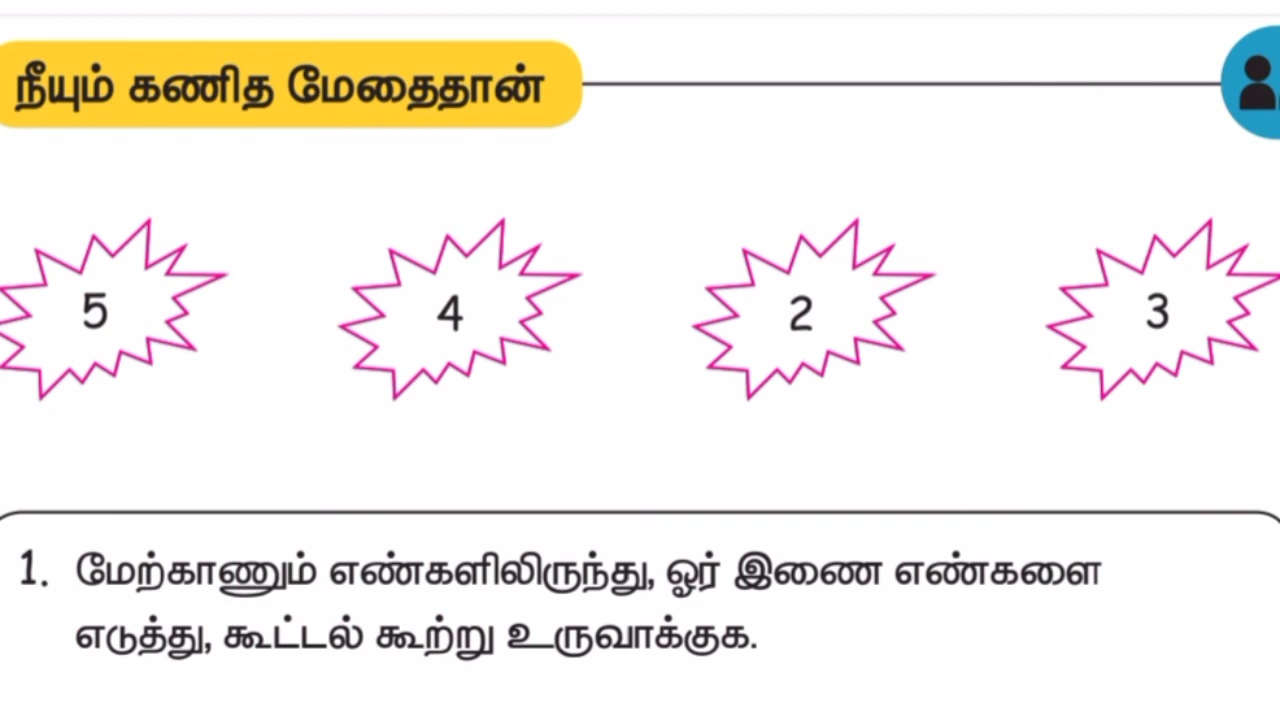 நீயும் கணித மேதைதான்
5 4 2 3
1. மேற்காணும் எண்களிலிருந்து, ஓர் இணை எண்களை
எடுத்து, கூட்டல் கூற்று உருவாக்குக.